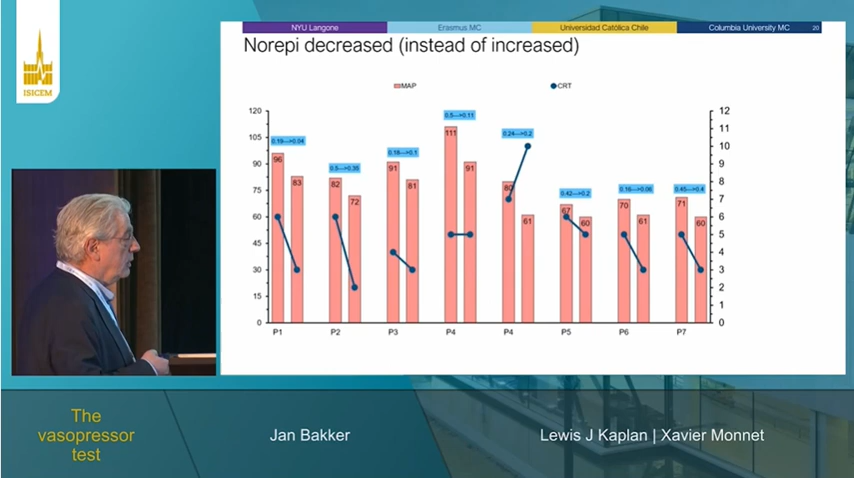 NYU Langone
Erasmus MC
Universidad Católica Chile
Columbia University MC
20
Norepi decreased (instead of increased)
ISICEM
MAP
CRT
120
105
90
75
60
45
30
15
0
12
11
10
9
8
7
6
5
4
3
2
1
0
0.19--->0.04
96
83
0.5--->0.35
82
72
0.18--->0.1
91
81
0.5--->0.11
111
91
0.24--->0.2
80
61
0.42--->0.2
67
60
0.16--->0.06
70
61
0.45--->0.4
71
60
P1
P2
P3
P4
P4
P5
P6
P7
The
vasopressor
test
Jan Bakker
Lewis J Kaplan | Xavier Monnet